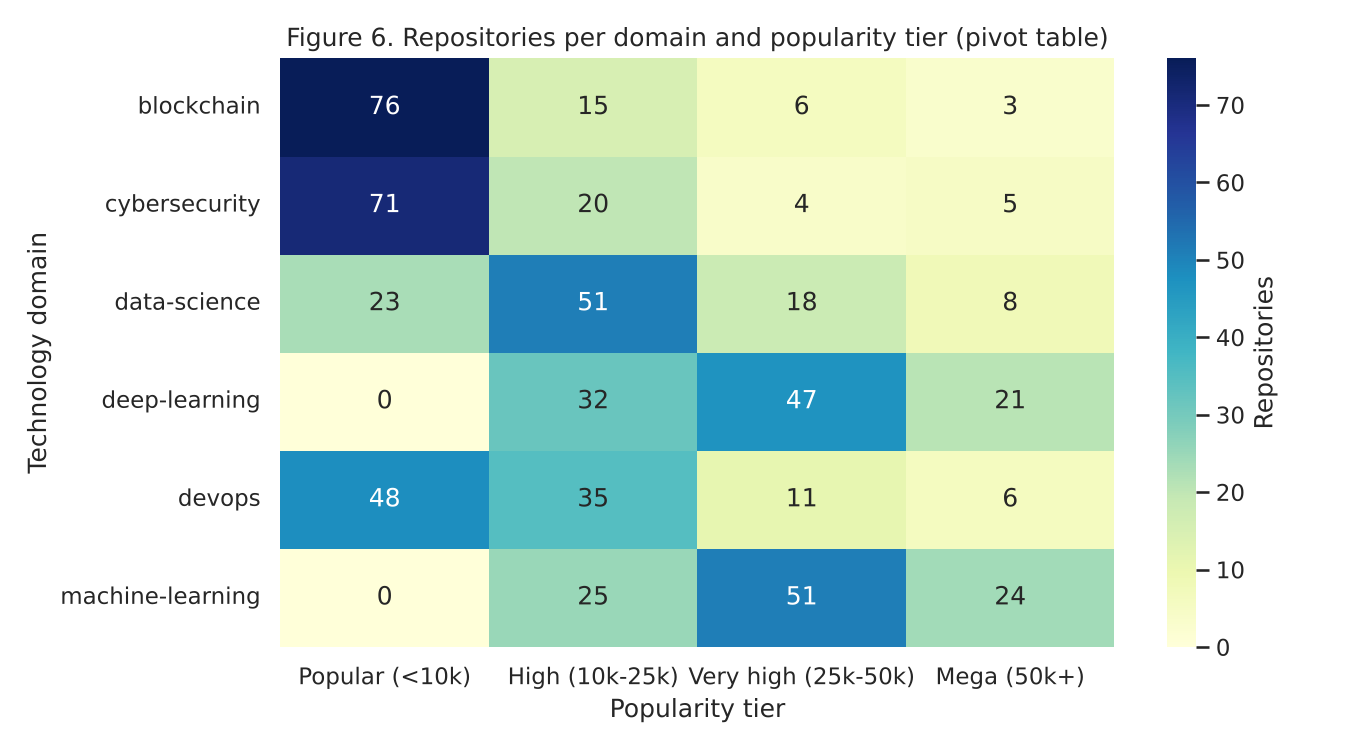 Figure 6. Repositories per domain and popularity tier (pivot table)
Technology domain
blockchain 76 15 6 3
cybersecurity 71 20 4 5
data-science 23 51 18 8
deep-learning 0 32 47 21
devops 48 35 11 6
machine-learning 0 25 51 24
Popular (<10k) High (10k-25k) Very high (25k-50k) Mega (50k+)
Popularity tier
70
60
50
40
30
20
10
0
Repositories